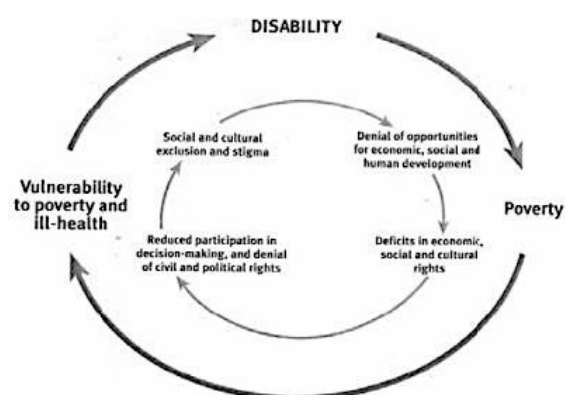 DISABILITY
Social and cultural
exclusion and stigma
Denial of opportunities
for economic, social and
human development
Vulnerability
to poverty and
ill-health
Poverty
Reduced participation in
decision-making, and denial
of civil and political rights
Deficits in economic,
social and cultural
rights